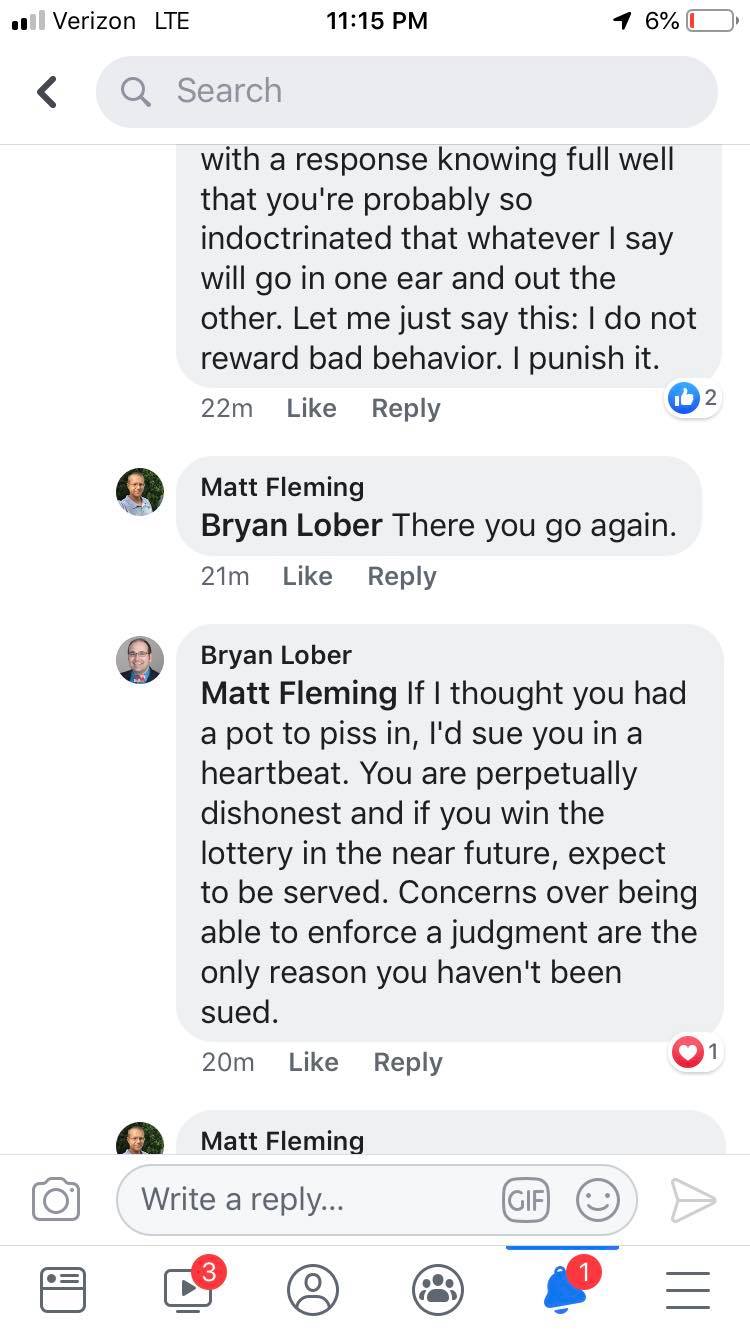 Verizon LTE 11:15 PM 6%
Search
with a response knowing full well
that you're probably so
indoctrinated that whatever I say
will go in one ear and out the
other. Let me just say this: I do not
reward bad behavior. I punish it.
22m Like Reply 2
Matt Fleming
Bryan Lober There you go again.
21m Like Reply
Bryan Lober
Matt Fleming If I thought you had
a pot to piss in, I'd sue you in a
heartbeat. You are perpetually
dishonest and if you win the
lottery in the near future, expect
to be served. Concerns over being
able to enforce a judgment are the
only reason you haven't been
sued.
20m Like Reply 1
Matt Fleming
Write a reply... GIF
3 1